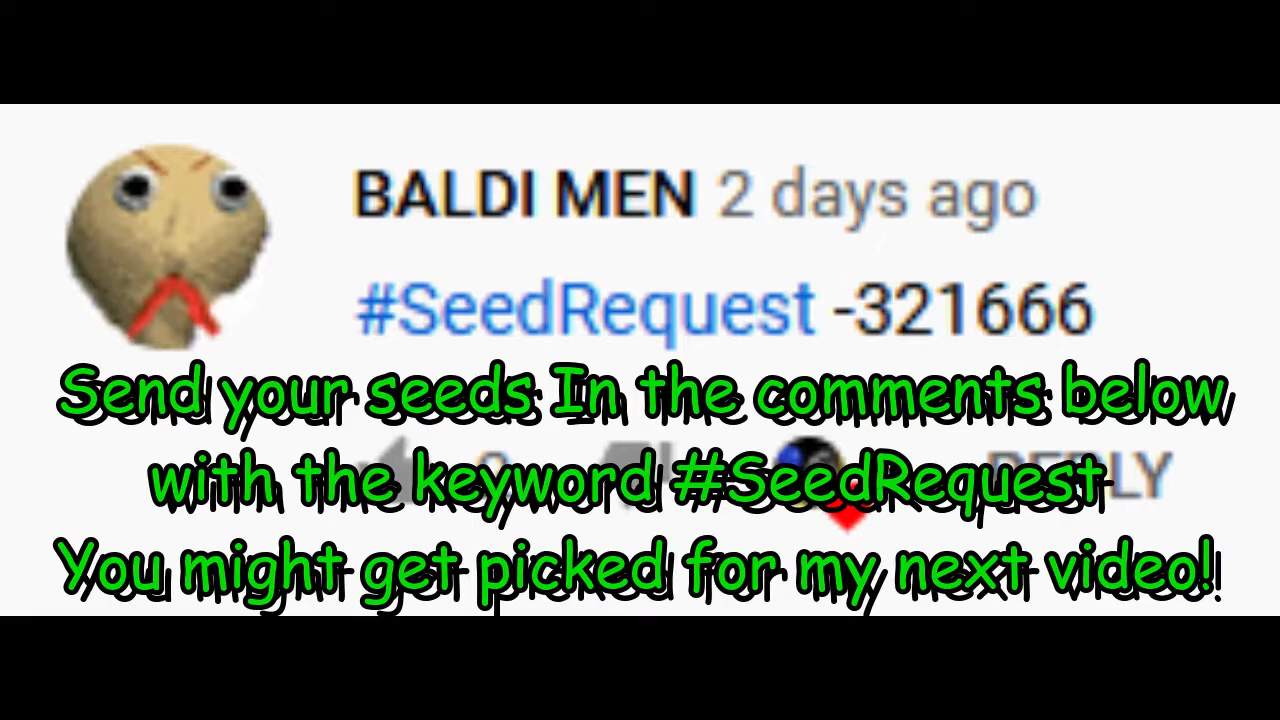 BALDI MEN 2 days ago
#SeedRequest -321666
Send your seeds In the comments below
with the keyword #SeedRequest
You might get picked for my next video!